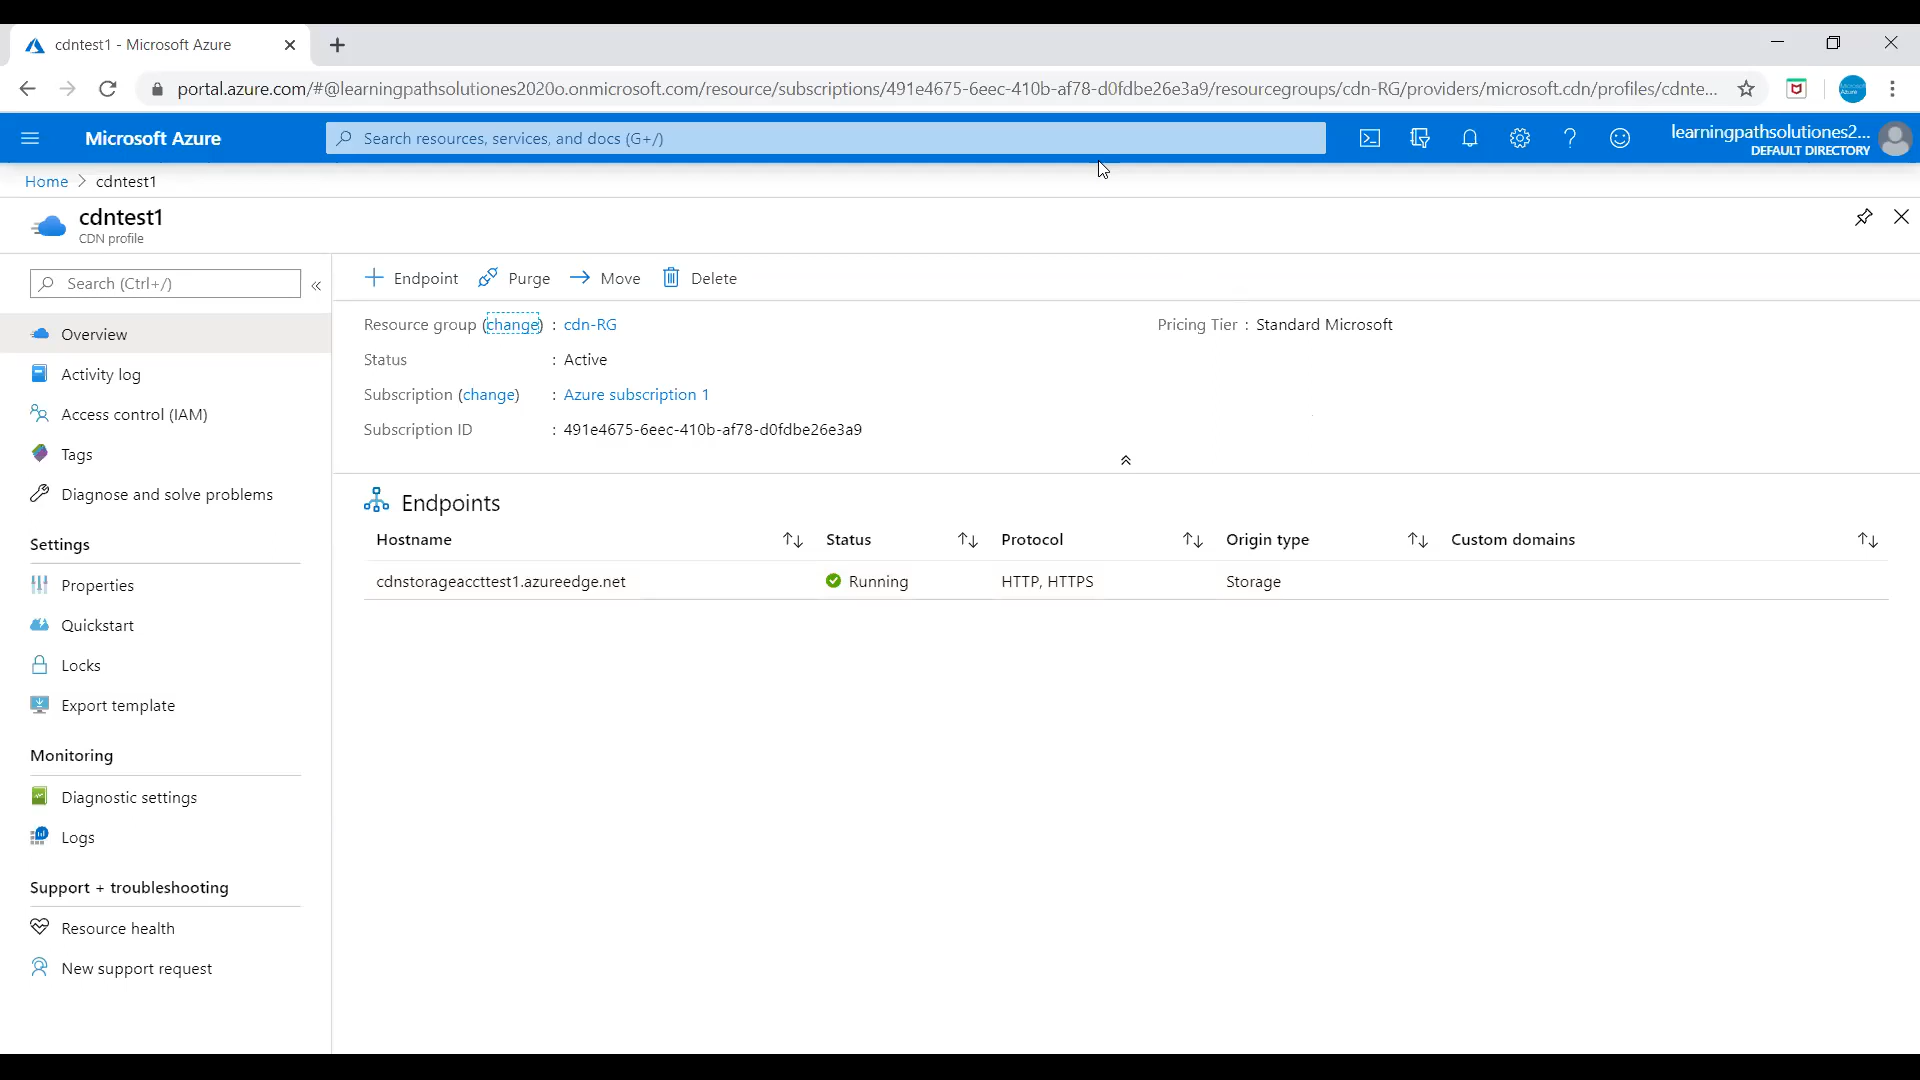 cdntest1 - Microsoft Azure
portal.azure.com/#@learningpathsolutiones2020o.onmicrosoft.com/resource/subscriptions/491e4675-6eec-410b-af78-d0fdbe26e3a9/resourcegroups/cdn-RG/providers/microsoft.cdn/profiles/cdnte...
Microsoft Azure
Search resources, services, and docs (G+/)
learningpathsolutiones2...
DEFAULT DIRECTORY
Home > cdntest1
cdntest1
CDN profile
Search (Ctrl+/)
Overview
Activity log
Access control (IAM)
Tags
Diagnose and solve problems
Settings
Properties
Quickstart
Locks
Export template
Monitoring
Diagnostic settings
Logs
Support + troubleshooting
Resource health
New support request
Endpoint Purge Move Delete
Resource group (change) : cdn-RG
Status : Active
Subscription (change) : Azure subscription 1
Subscription ID : 491e4675-6eec-410b-af78-d0fdbe26e3a9
Pricing Tier : Standard Microsoft
Endpoints
Hostname Status Protocol Origin type Custom domains
cdnstorageaccttest1.azureedge.net Running HTTP, HTTPS Storage